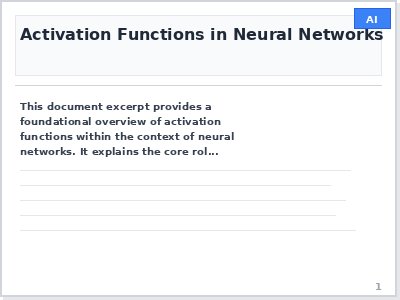 AI
Activation Functions in Neural Networks
This document excerpt provides a
foundational overview of activation
functions within the context of neural
networks. It explains the core rol...
1